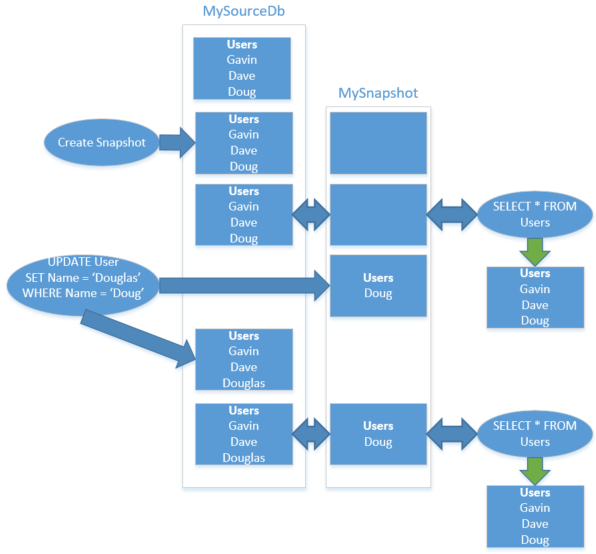 MySourceDb
Users
Gavin
Dave
Doug
MySnapshot
Create Snapshot
Users
Gavin
Dave
Doug
Users
Gavin
Dave
Doug
SELECT * FROM
Users
UPDATE User
SET Name = ‘Douglas’
WHERE Name = ‘Doug’
Users
Doug
Users
Gavin
Dave
Doug
Users
Gavin
Dave
Douglas
Users
Gavin
Dave
Douglas
Users
Doug
SELECT * FROM
Users
Users
Gavin
Dave
Doug